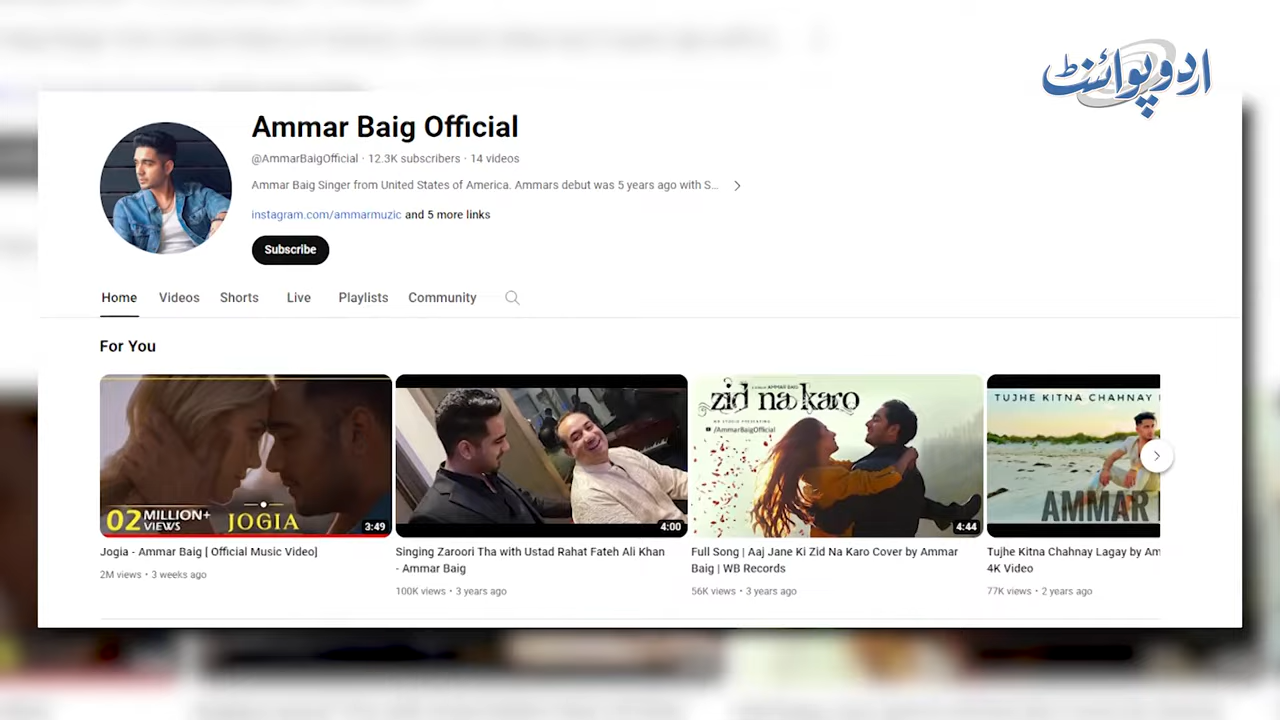 اردوپوائنٹ
Ammar Baig Official
@AmmarBaigOfficial · 12.3K subscribers · 14 videos
Ammar Baig Singer from United States of America. Ammars debut was 5 years ago with S...
instagram.com/ammarmuzic and 5 more links
Subscribe
Home Videos Shorts Live Playlists Community
For You
02 MILLION+ VIEWS JOGIA
3:49
4:00
zid na karo
/AmmarBaigOfficial
4:44
TUJHE KITNA CHAHNAY
AMMAR
Jogia - Ammar Baig [ Official Music Video]
2M views · 3 weeks ago
Singing Zaroori Tha with Ustad Rahat Fateh Ali Khan
- Ammar Baig
100K views · 3 years ago
Full Song | Aaj Jane Ki Zid Na Karo Cover by Ammar
Baig | WB Records
56K views · 3 years ago
Tujhe Kitna Chahnay Lagay by Am
4K Video
77K views · 2 years ago